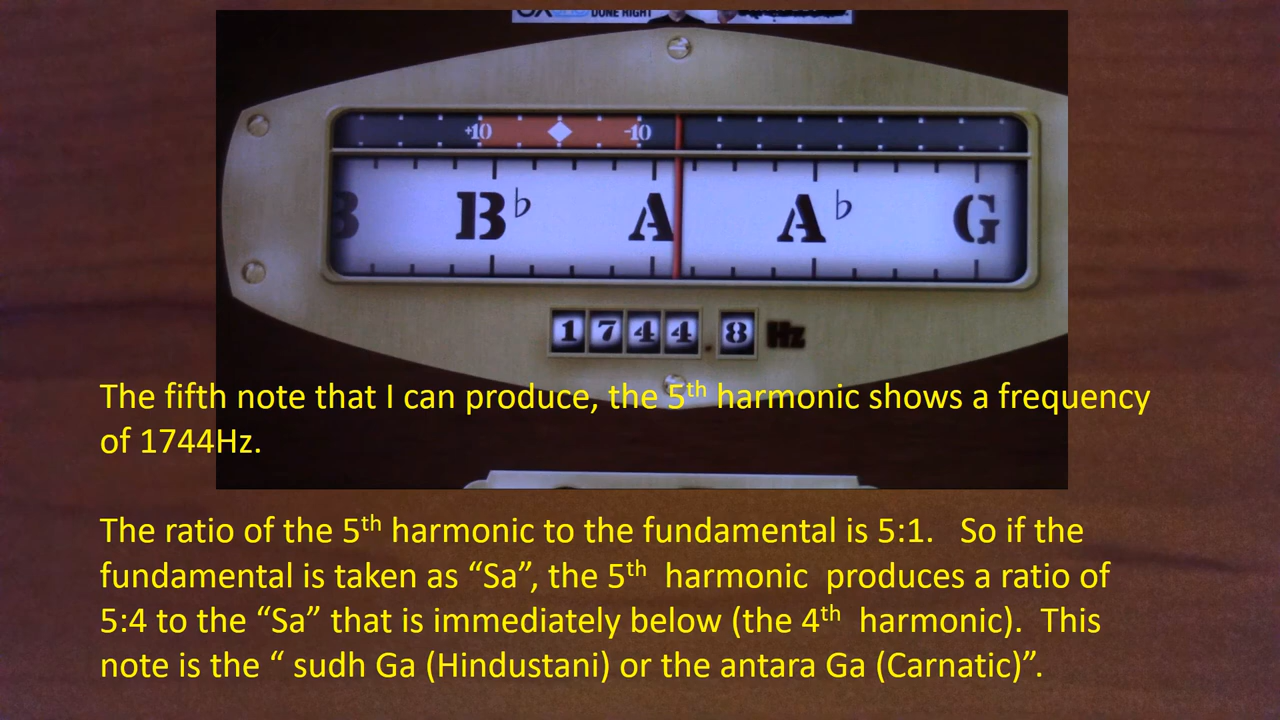 DONE RIGHT
+10 -10
B♭ A A♭ G
1744.8 Hz
The fifth note that I can produce, the 5th harmonic shows a frequency
of 1744Hz.
The ratio of the 5th harmonic to the fundamental is 5:1. So if the
fundamental is taken as “Sa”, the 5th harmonic produces a ratio of
5:4 to the “Sa” that is immediately below (the 4th harmonic). This
note is the “ sudh Ga (Hindustani) or the antara Ga (Carnatic)”.